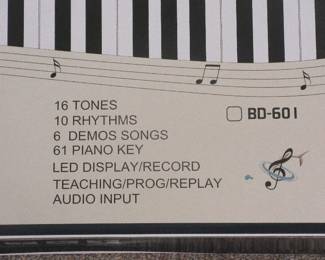 16 TONES
10 RHYTHMS
6 DEMOS SONGS
61 PIANO KEY
LED DISPLAY/RECORD
TEACHING/PROG/REPLAY
AUDIO INPUT
BD-601